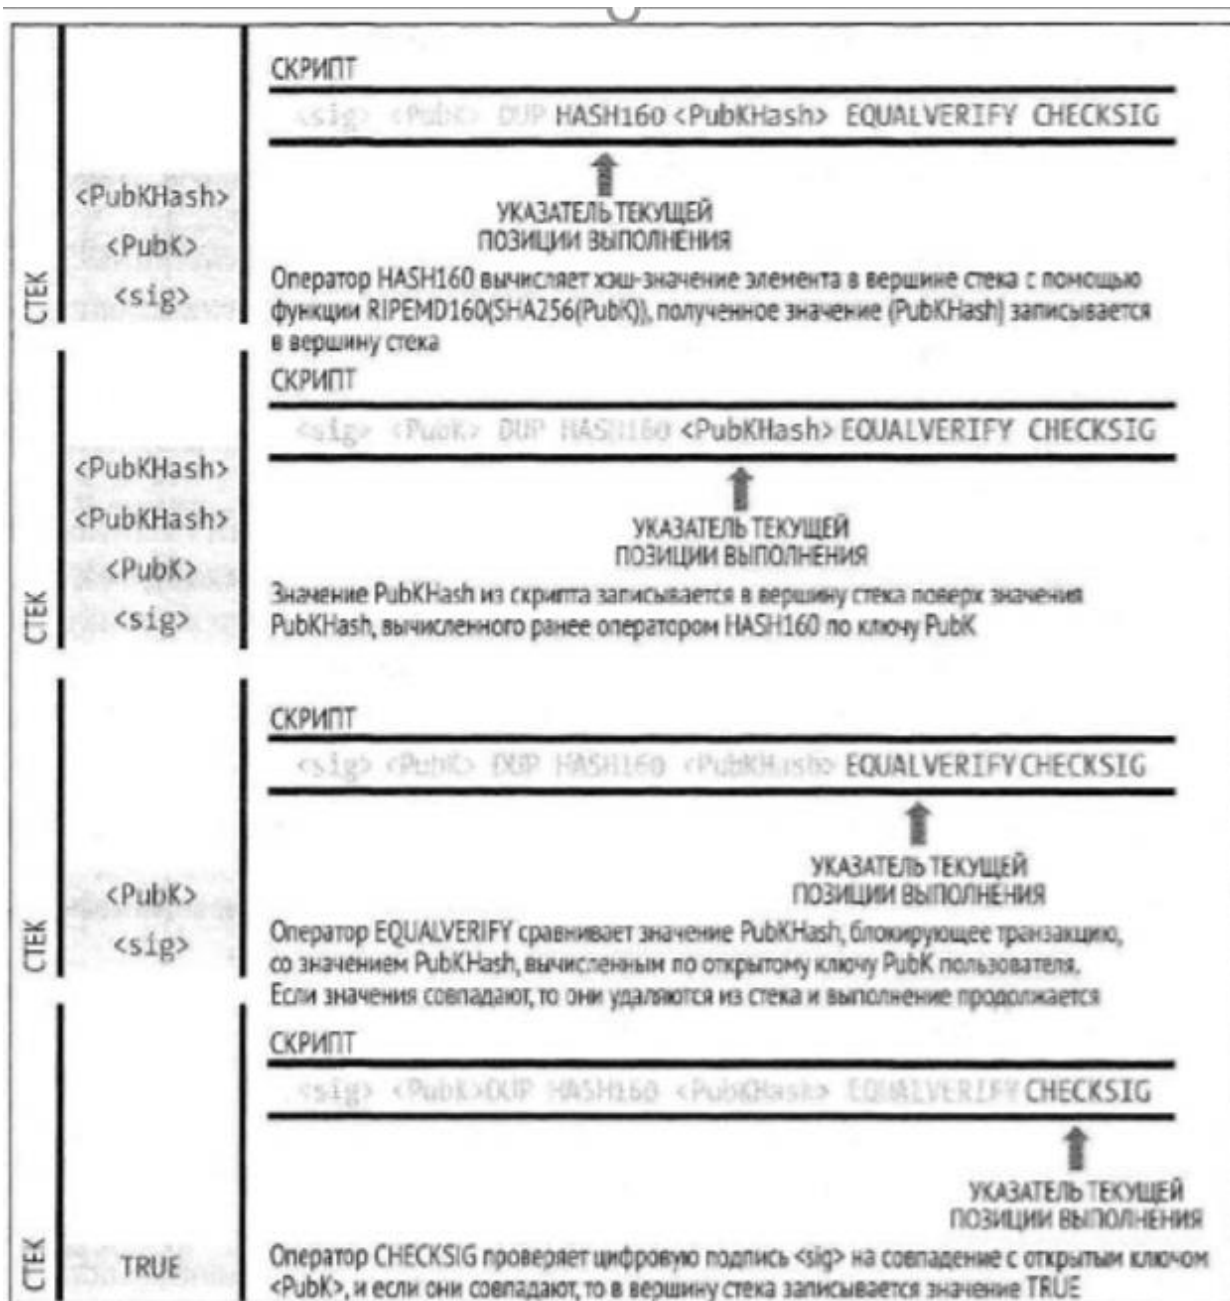 СКРИПТ
<sig> <PubK> DUP HASH160 <PubKHash> EQUALVERIFY CHECKSIG
УКАЗАТЕЛЬ ТЕКУЩЕЙ
ПОЗИЦИИ ВЫПОЛНЕНИЯ
СТЕК
<PubKHash>
<PubK>
<sig>
Оператор HASH160 вычисляет хэш-значение элемента в вершине стека с помощью
функции RIPEMD160(SHA256(PubK)), полученное значение (PubKHash) записывается
в вершину стека
СКРИПТ
<sig> <PubK> DUP HASH160 <PubKHash> EQUALVERIFY CHECKSIG
УКАЗАТЕЛЬ ТЕКУЩЕЙ
ПОЗИЦИИ ВЫПОЛНЕНИЯ
СТЕК
<PubKHash>
<PubKHash>
<PubK>
<sig>
Значение PubKHash из скрипта записывается в вершину стека поверх значения
PubKHash, вычисленного ранее оператором HASH160 по ключу PubK
СКРИПТ
<sig> <PubK> DUP HASH160 <PubKHash> EQUALVERIFY CHECKSIG
УКАЗАТЕЛЬ ТЕКУЩЕЙ
ПОЗИЦИИ ВЫПОЛНЕНИЯ
СТЕК
<PubK>
<sig>
Оператор EQUALVERIFY сравнивает значение PubKHash, блокирующее транзакцию,
со значением PubKHash, вычисленным по открытому ключу PubK пользователя.
Если значения совпадают, то они удаляются из стека и выполнение продолжается
СКРИПТ
<sig> <PubK> DUP HASH160 <PubKHash> EQUALVERIFY CHECKSIG
УКАЗАТЕЛЬ ТЕКУЩЕЙ
ПОЗИЦИИ ВЫПОЛНЕНИЯ
СТЕК
TRUE
Оператор CHECKSIG проверяет цифровую подпись <sig> на совпадение с открытым ключом
<PubK>, и если они совпадают, то в вершину стека записывается значение TRUE